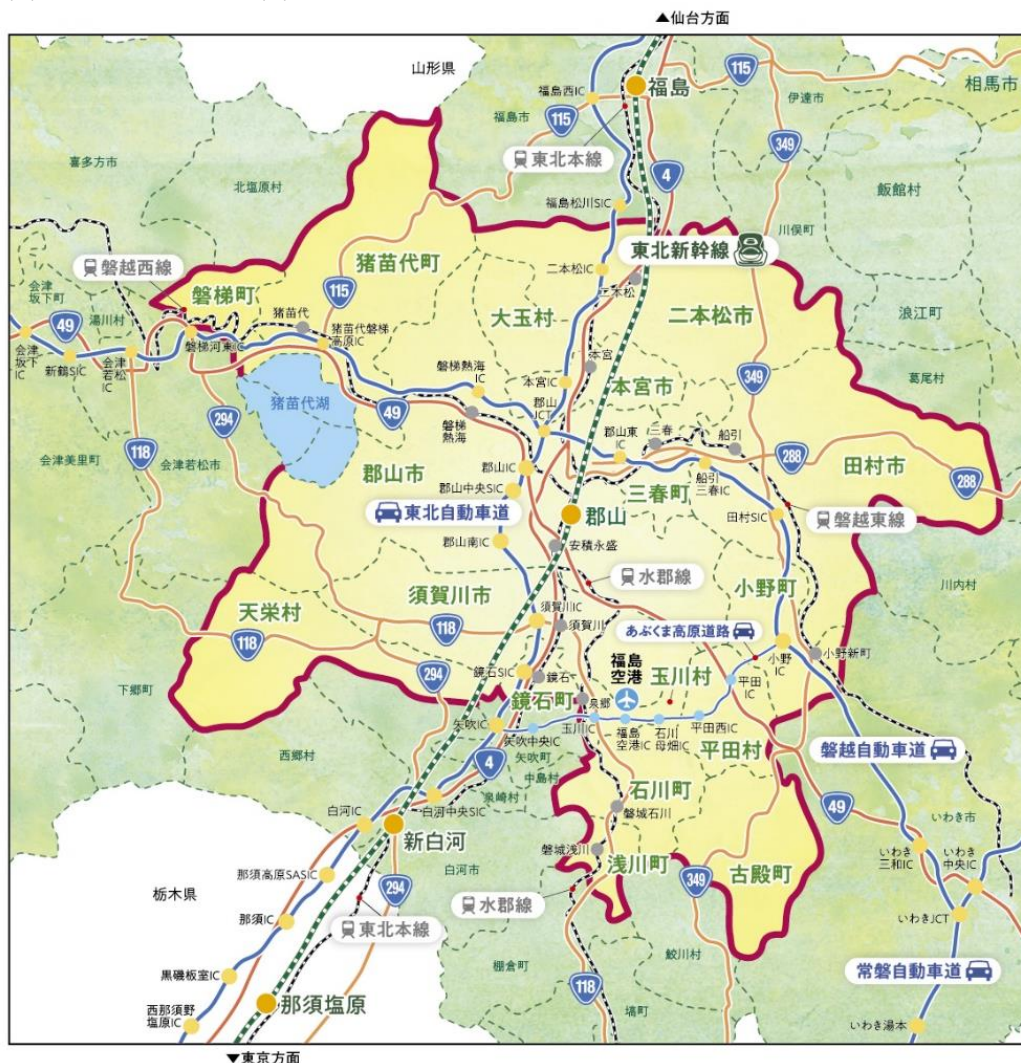 ▲仙台方面
山形県
福島
福島西IC
115
115
伊達市
相馬市
福島市
東北本線
349
4
喜多方市
北塩原村
飯館村
福島松川SIC
川俣町
東北新幹線
磐越西線
猪苗代町
二本松IC
二本松
会津
坂下町
湯川村
磐梯町
115
大玉村
二本松市
浪江町
49
猪苗代
猪苗代磐梯
高原IC
会津
坂下
IC
新鶴SIC
会津
若松
IC
磐梯河東IC
磐梯熱海
IC
本宮
本宮IC
本宮市
349
葛尾村
猪苗代湖
49
磐梯
熱海
郡山
JCT
郡山東
IC
三春
船引
294
118
会津美里町
会津若松市
郡山市
郡山IC
288
田村市
288
船引
三春IC
三春町
郡山中央SIC
東北自動車道
郡山
田村SIC
磐越東線
郡山南IC
安積永盛
水郡線
川内村
天栄村
須賀川市
小野町
須賀川IC
須賀川
あぶくま高原道路
118
118
福島
空港
小野
IC
小野新町
294
鏡石SIC
鏡石
玉川村
平田
IC
下郷町
鏡石町
泉郷
矢吹IC
矢吹中央IC
玉川IC
福島
空港IC
石川
母畑IC
平田西IC
西郷村
矢吹町
平田村
磐越自動車道
4
中島村
石川町
泉崎村
白河IC
白河中央SIC
磐城石川
49
いわき市
新白河
いわき
三和IC
いわき
中央IC
磐城浅川
浅川町
古殿町
那須高原SASIC
白河市
349
栃木県
294
水郡線
那須IC
東北本線
いわきJCT
棚倉町
鮫川村
黒磯板室IC
118
常磐自動車道
西那須野
塩原IC
那須塩原
塙町
いわき湯本
▼東京方面